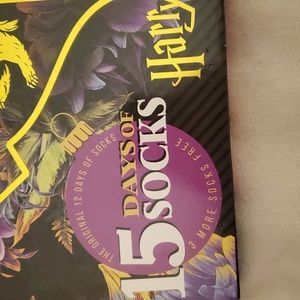 Harry
15 DAYS OF
SOCKS
THE ORIGINAL 12 DAYS OF SOCKS
3 MORE SOCKS FREE